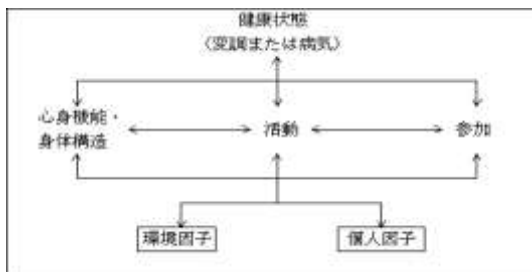 健康状態
(変調または病気)
心身機能・
身体構造
活動
参加
環境因子
個人因子